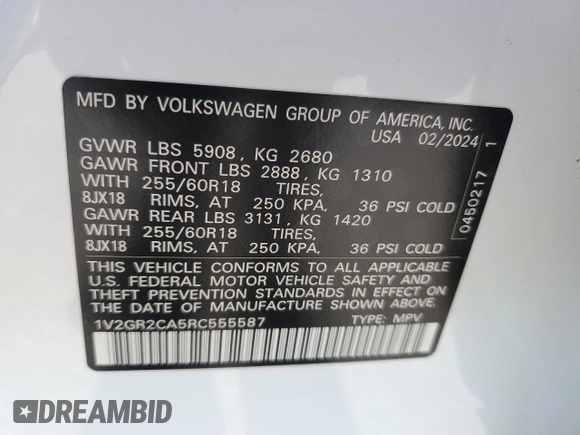 MFD BY VOLKSWAGEN GROUP OF AMERICA, INC.
USA 02/2024
GVWR LBS 5908, KG 2680
GAWR FRONT LBS 2888, KG 1310
WITH 255/60R18 TIRES,
8JX18 RIMS, AT 250 KPA, 36 PSI COLD
GAWR REAR LBS 3131, KG 1420
WITH 255/60R18 TIRES,
8JX18 RIMS, AT 250 KPA, 36 PSI COLD
THIS VEHICLE CONFORMS TO ALL APPLICABLE
U.S. FEDERAL MOTOR VEHICLE SAFETY AND
THEFT PREVENTION STANDARDS IN EFFECT ON THE
DATE OF MANUFACTURE SHOWN ABOVE.
1V2GR2CA5RC555587 TYPE: MPV
0450217 1
DREAMBID